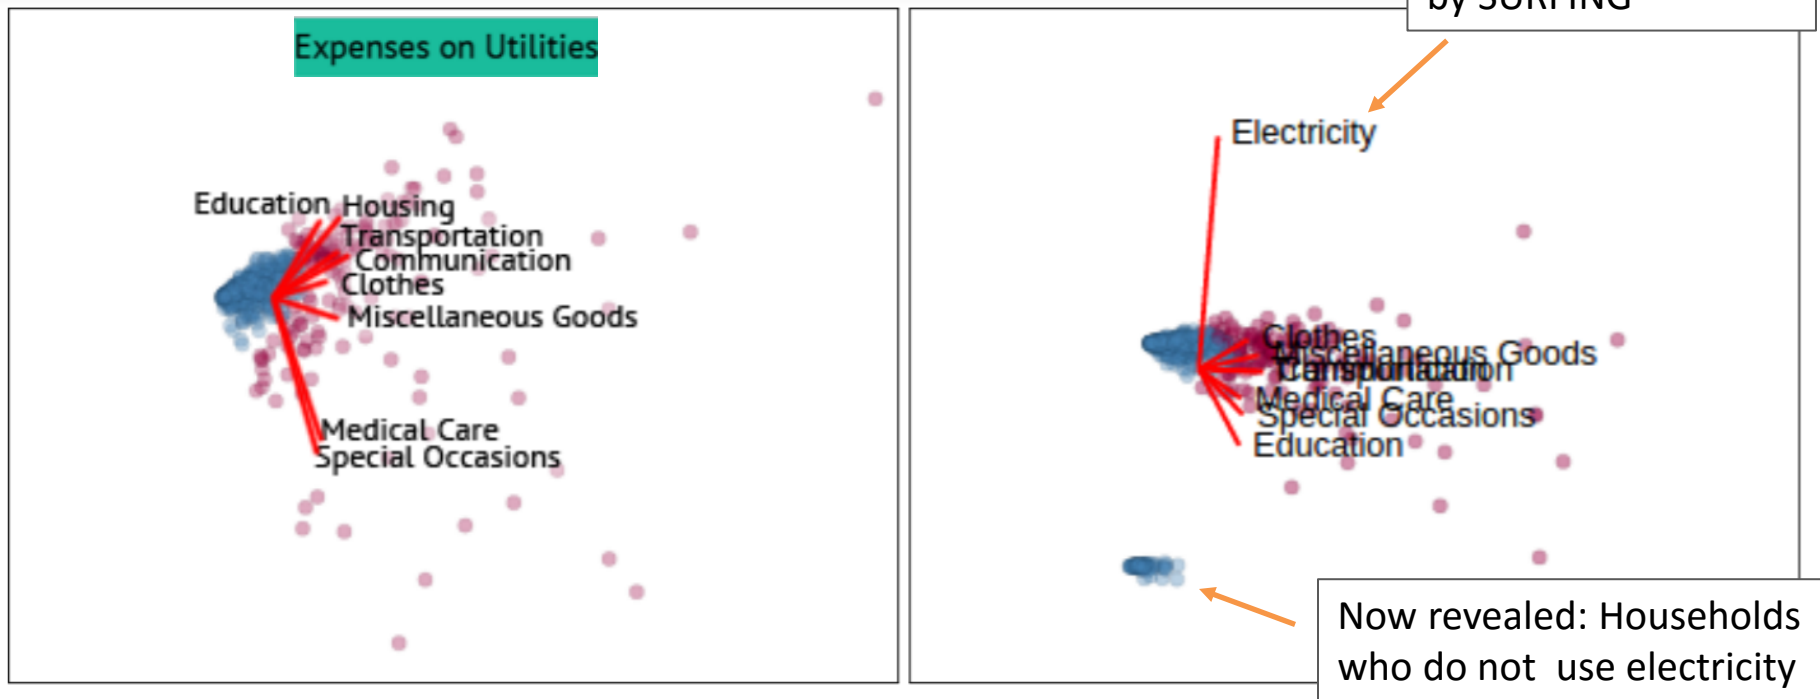 by SURFING
Expenses on Utilities
Education
Housing
Transportation
Communication
Clothes
Miscellaneous Goods
Medical Care
Special Occasions
Electricity
Clothes
Miscellaneous Goods
Medical Care
Special Occasions
Education
Now revealed: Households
who do not use electricity